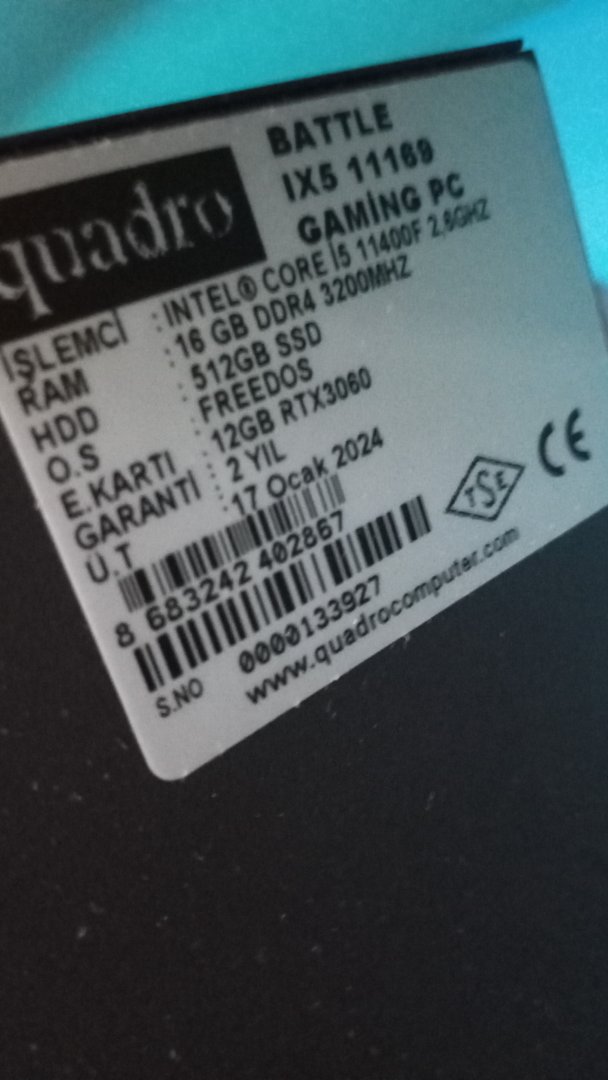 quadro
BATTLE
IX5 11169
GAMİNG PC
İŞLEMCİ : INTEL® CORE İ5 11400F 2,6GHZ
RAM : 16 GB DDR4 3200MHZ
HDD : 512GB SSD
O.S : FREEDOS
E.KARTI : 12GB RTX3060
GARANTİ : 2 YIL
Ü.T : 17 Ocak 2024
8 683242 402867
S.NO 0000133927
www.quadrocomputer.com
TSE
CE